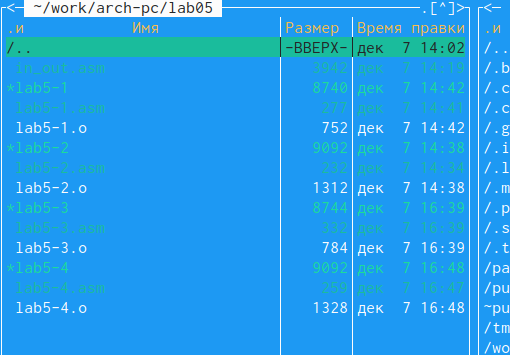 <─ ~/work/arch-pc/lab05 .[^]> <─
.и Имя Размер Время правки .и
/.. -ВВЕРХ- дек 7 14:02 /..
in_out.asm 3942 дек 7 14:19 /.b
*lab5-1 8740 дек 7 14:42 /.c
lab5-1.asm 277 дек 7 14:41 /.c
lab5-1.o 752 дек 7 14:42 /.g
*lab5-2 9092 дек 7 14:38 /.i
lab5-2.asm 232 дек 7 14:34 /.l
lab5-2.o 1312 дек 7 14:38 /.m
*lab5-3 8744 дек 7 16:39 /.p
lab5-3.asm 332 дек 7 16:39 /.s
lab5-3.o 784 дек 7 16:39 /.t
*lab5-4 9092 дек 7 16:48 /pa
lab5-4.asm 259 дек 7 16:47 /pu
lab5-4.o 1328 дек 7 16:48 ~pu
/tm
/wo